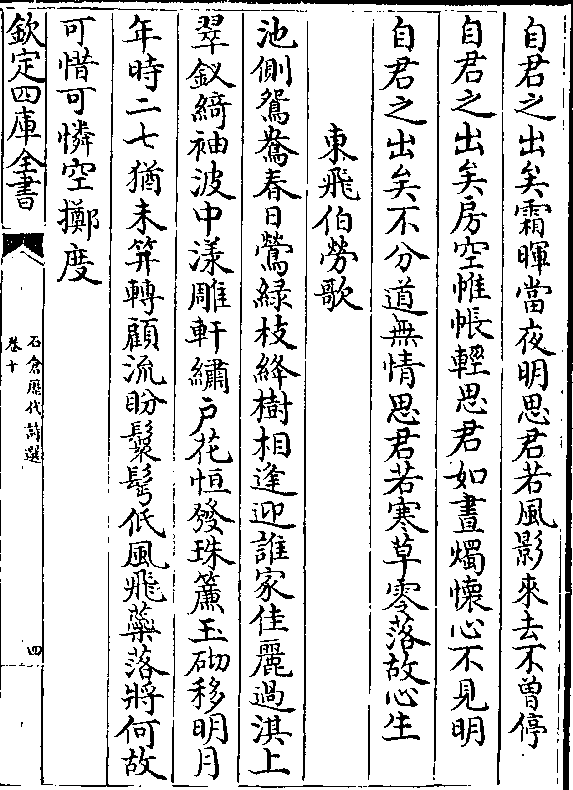 自君之出矣霜暉當夜明思君若風影來去不曾停
自君之出矣房空帷帳輕思君如晝燭懷心不見明
自君之出矣不分道無情思君若寒草零落故心生
東飛伯勞歌
池側鴛鴦春日鶯綠枝絳樹相逢迎誰家佳麗過淇上
翠釵綺袖波中漾雕軒繡戸花恒發珠簾玉砌移明月
年時二七猶未笄轉顧流盼鬟髩低風飛蘂落將何故
可惜可憐空擲度
欽定四庫全書
石倉歷代詩選
卷十
四